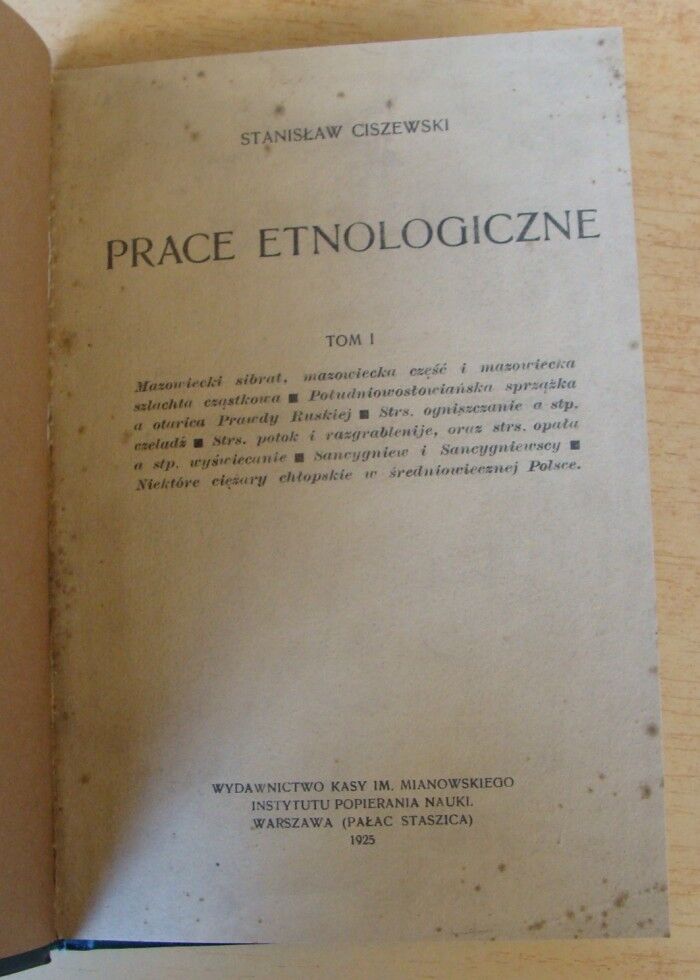 STANISŁAW CISZEWSKI
PRACE ETNOLOGICZNE
TOM I
Mazowiecki sibrat, mazowiecka część i mazowiecka
szlachta cząstkowa ■ Południowosłowiańska sprzążka
a otarica Prawdy Ruskiej ■ Strs. ogniszczanie a stp.
czeladź ■ Strs. potok i razgrablenije, oraz strs. opała
a stp. wyświecanie ■ Sancygniew i Sancygniewscy ■
Niektóre ciężary chłopskie w średniowiecznej Polsce.
WYDAWNICTWO KASY IM. MIANOWSKIEGO
INSTYTUTU POPIERANIA NAUKI.
WARSZAWA (PAŁAC STASZICA)
1925